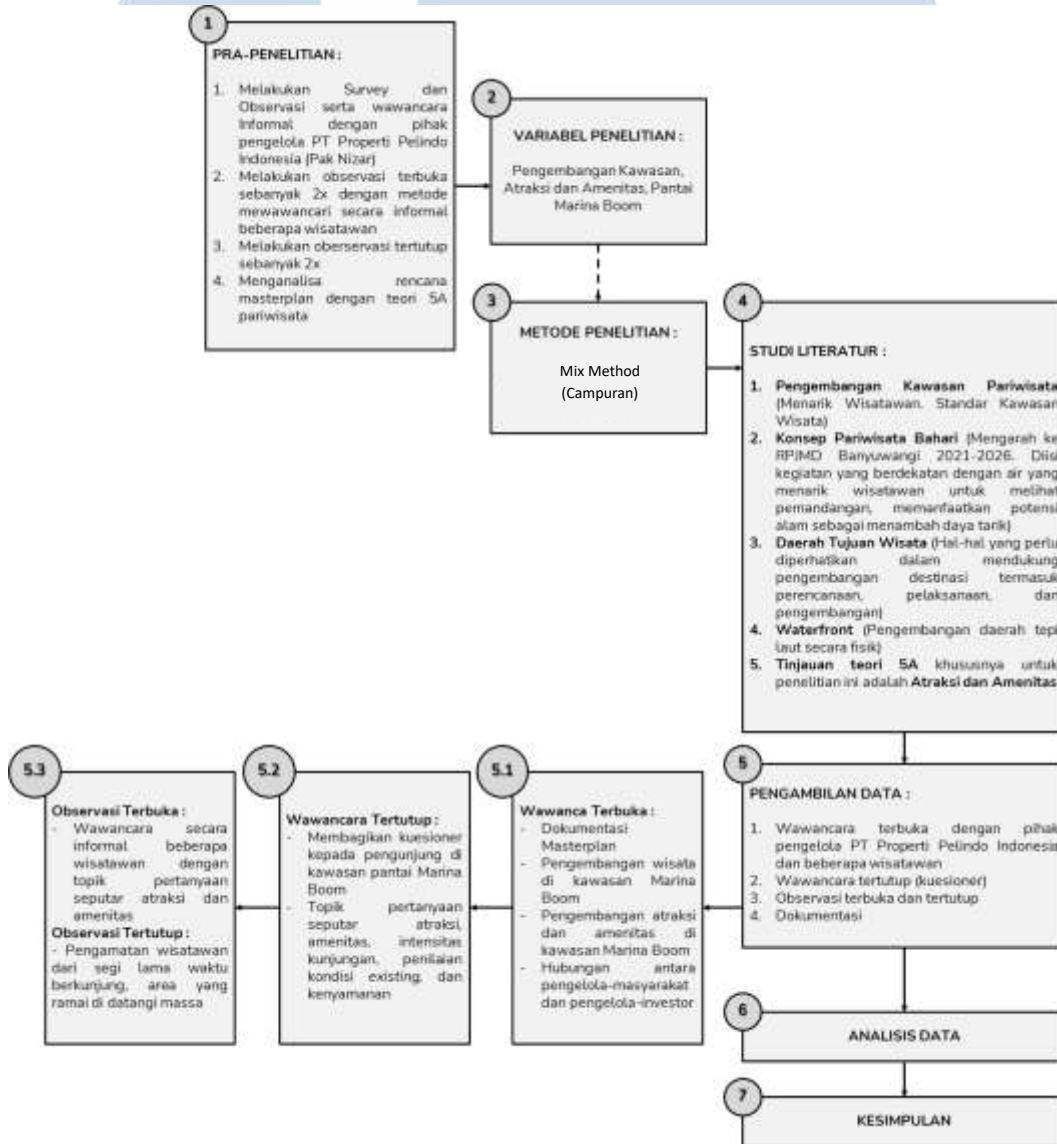 1
PRA-PENELITIAN :
1. Melakukan Survey dan
Observasi serta wawancara
Informal dengan pihak
pengelola PT Properti Pelindo
Indonesia (Pak Nizar)
2. Melakukan observasi terbuka
sebanyak 2x dengan metode
mewawancari secara informal
beberapa wisatawan
3. Melakukan oberservasi tertutup
sebanyak 2x
4. Menganalisa rencana
masterplan dengan teori 5A
pariwisata
2
VARIABEL PENELITIAN :
Pengembangan Kawasan,
Atraksi dan Amenitas, Pantai
Marina Boom
3
METODE PENELITIAN :
Mix Method
(Campuran)
4
STUDI LITERATUR :
1. Pengembangan Kawasan Pariwisata
(Menarik Wisatawan. Standar Kawasan
Wisata)
2. Konsep Pariwisata Bahari (Mengarah ke
RPJMD Banyuwangi 2021-2026. Diisi
kegiatan yang berdekatan dengan air yang
menarik wisatawan untuk melihat
pemandangan, memanfaatkan potensi
alam sebagai menambah daya tarik)
3. Daerah Tujuan Wisata (Hal-hal yang perlu
diperhatikan dalam mendukung
pengembangan destinasi termasuk
perencanaan, pelaksanaan, dan
pengembangan)
4. Waterfront (Pengembangan daerah tepi
laut secara fisik)
5. Tinjauan teori 5A khususnya untuk
penelitian ini adalah Atraksi dan Amenitas
5
PENGAMBILAN DATA :
1. Wawancara terbuka dengan pihak
pengelola PT Properti Pelindo Indonesia
dan beberapa wisatawan
2. Wawancara tertutup (kuesioner)
3. Observasi terbuka dan tertutup
4. Dokumentasi
5.1
Wawanca Terbuka :
- Dokumentasi
Masterplan
- Pengembangan wisata
di kawasan Marina
Boom
- Pengembangan atraksi
dan amenitas di
kawasan Marina Boom
- Hubungan antara
pengelola-masyarakat
dan pengelola-investor
5.2
Wawancara Tertutup :
- Membagikan kuesioner
kepada pengunjung di
kawasan pantai Marina
Boom
- Topik pertanyaan
seputar atraksi,
amenitas, intensitas
kunjungan, penilaian
kondisi existing, dan
kenyamanan
5.3
Observasi Terbuka :
- Wawancara secara
informal beberapa
wisatawan dengan
topik pertanyaan
seputar atraksi dan
amenitas
Observasi Tertutup :
- Pengamatan wisatawan
dari segi lama waktu
berkunjung, area yang
ramai di datangi massa
6
ANALISIS DATA
7
KESIMPULAN